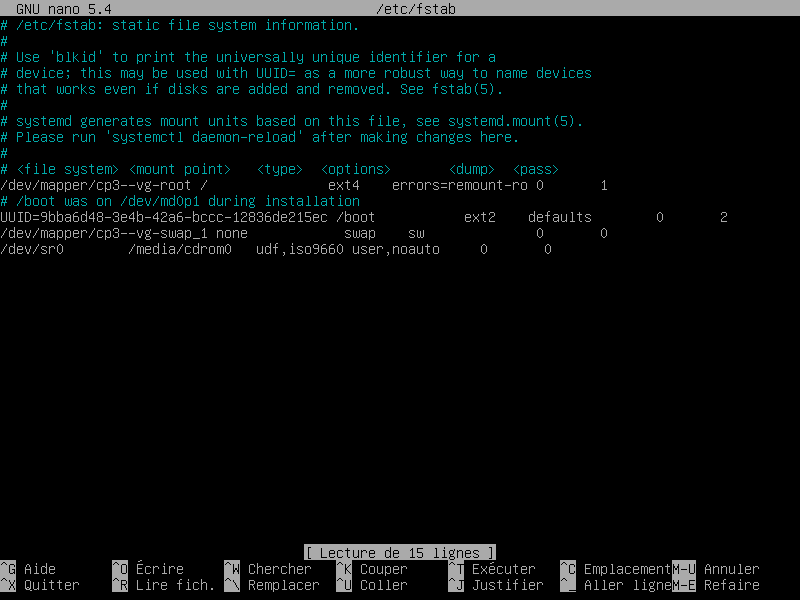 GNU nano 5.4 /etc/fstab
# /etc/fstab: static file system information.
#
# Use 'blkid' to print the universally unique identifier for a
# device; this may be used with UUID= as a more robust way to name devices
# that works even if disks are added and removed. See fstab(5).
#
# systemd generates mount units based on this file, see systemd.mount(5).
# Please run 'systemctl daemon-reload' after making changes here.
#
# <file system> <mount point>   <type>  <options>       <dump>  <pass>
/dev/mapper/cp3--vg-root /               ext4    errors=remount-ro 0       1
# /boot was on /dev/md0p1 during installation
UUID=9bba6d48-3e4b-42a6-bccc-12836de215ec /boot           ext2    defaults        0       2
/dev/mapper/cp3--vg-swap_1 none            swap    sw              0       0
/dev/sr0        /media/cdrom0   udf,iso9660 user,noauto     0       0
[ Lecture de 15 lignes ]
^G Aide ^O Écrire ^W Chercher ^K Couper ^T Exécuter ^C Emplacement M-U Annuler
^X Quitter ^R Lire fich. ^\ Remplacer ^U Coller ^J Justifier ^_ Aller ligne M-E Refaire